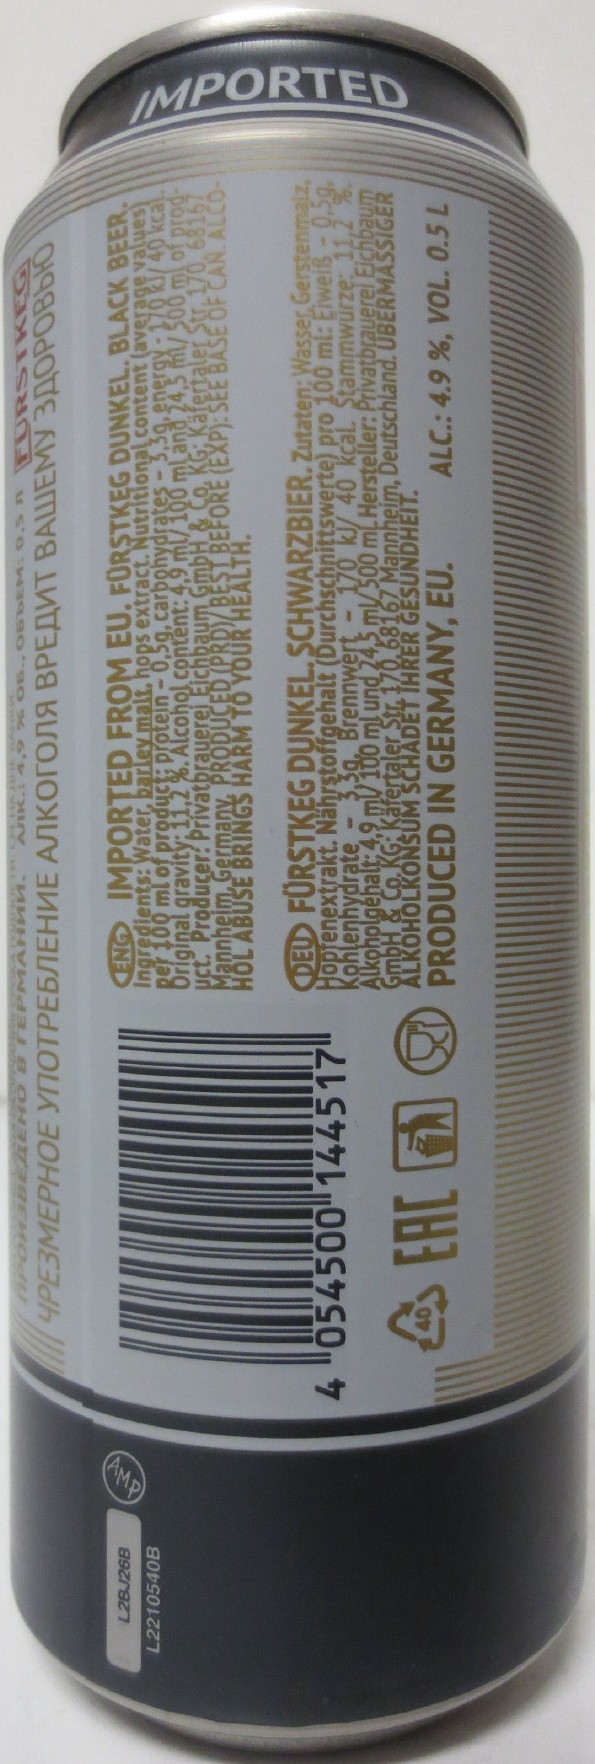 IMPORTED
FÜRSTKEG
ПРОИЗВЕДЕНО В ГЕРМАНИИ. АЛК.: 4,9 % ОБ., ОБЪЕМ: 0,5 Л
ЧРЕЗМЕРНОЕ УПОТРЕБЛЕНИЕ АЛКОГОЛЯ ВРЕДИТ ВАШЕМУ ЗДОРОВЬЮ
ENG IMPORTED FROM EU. FÜRSTKEG DUNKEL. BLACK BEER.
Ingredients: Water, barley malt, hops extract. Nutritional content (average values)
per 100 ml of product: protein – 0,5g, carbohydrates – 3,3g, energy - 170 kJ/ 40 kcal.
Original gravity: 11,2 %. Alcohol content: 4,9 ml/ 100 ml and 24,5 ml/ 500 ml of prod-
uct. Producer: Privatbrauerei Eichbaum GmbH & Co. KG, Käfertaler Str. 170, 68167
Mannheim, Germany. PRODUCED (PRD)/ BEST BEFORE (EXP): SEE BASE OF CAN. ALCO-
HOL ABUSE BRINGS HARM TO YOUR HEALTH.
DEU FÜRSTKEG DUNKEL. SCHWARZBIER. Zutaten: Wasser, Gerstenmalz,
Hopfenextrakt. Nährstoffgehalt (Durchschnittswerte) pro 100 ml: Eiweiß – 0,5g,
Kohlenhydrate – 3,3g, Brennwert – 170 kJ/ 40 kcal. Stammwürze: 11,2 %.
Alkoholgehalt: 4,9 ml/ 100 ml und 24,5 ml/ 500 ml. Hersteller: Privatbrauerei Eichbaum
GmbH & Co. KG, Käfertaler Str. 170, 68167 Mannheim, Deutschland. ÜBERMÄSSIGER
ALKOHOLKONSUM SCHADET IHRER GESUNDHEIT.
PRODUCED IN GERMANY, EU. ALC.: 4.9 %, VOL. 0.5 L
4 054500 144517
40
EAC
AMP
L2BJ26B
L2210540B